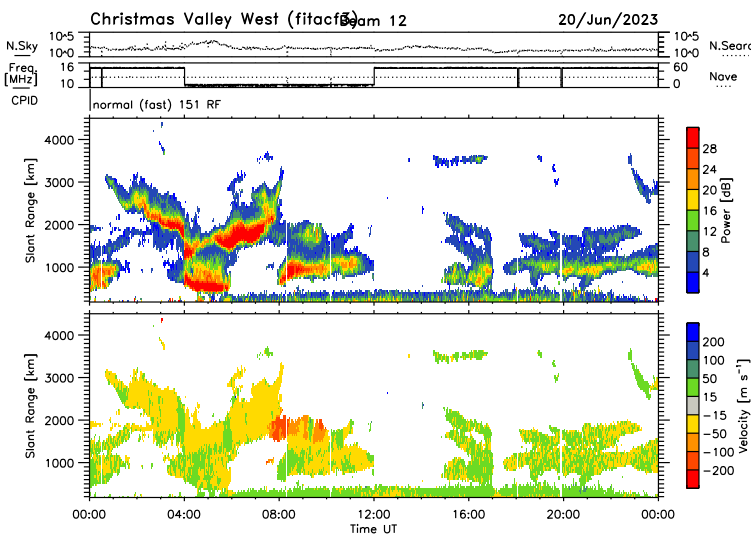 Christmas Valley West (fitacf3) Beam 12 20/Jun/2023
N.Sky 10^5 10^0 10^5 10^0 N.Searc
Freq. [MHz] 16 10 60 0 Nave
CPID normal (fast) 151 RF
Slant Range [km] 4000 3000 2000 1000
Power [dB] 28 24 20 16 12 8 4
Slant Range [km] 4000 3000 2000 1000
Velocity [m s⁻¹] 200 100 50 15 -15 -50 -100 -200
00:00 04:00 08:00 12:00 16:00 20:00 00:00
Time UT